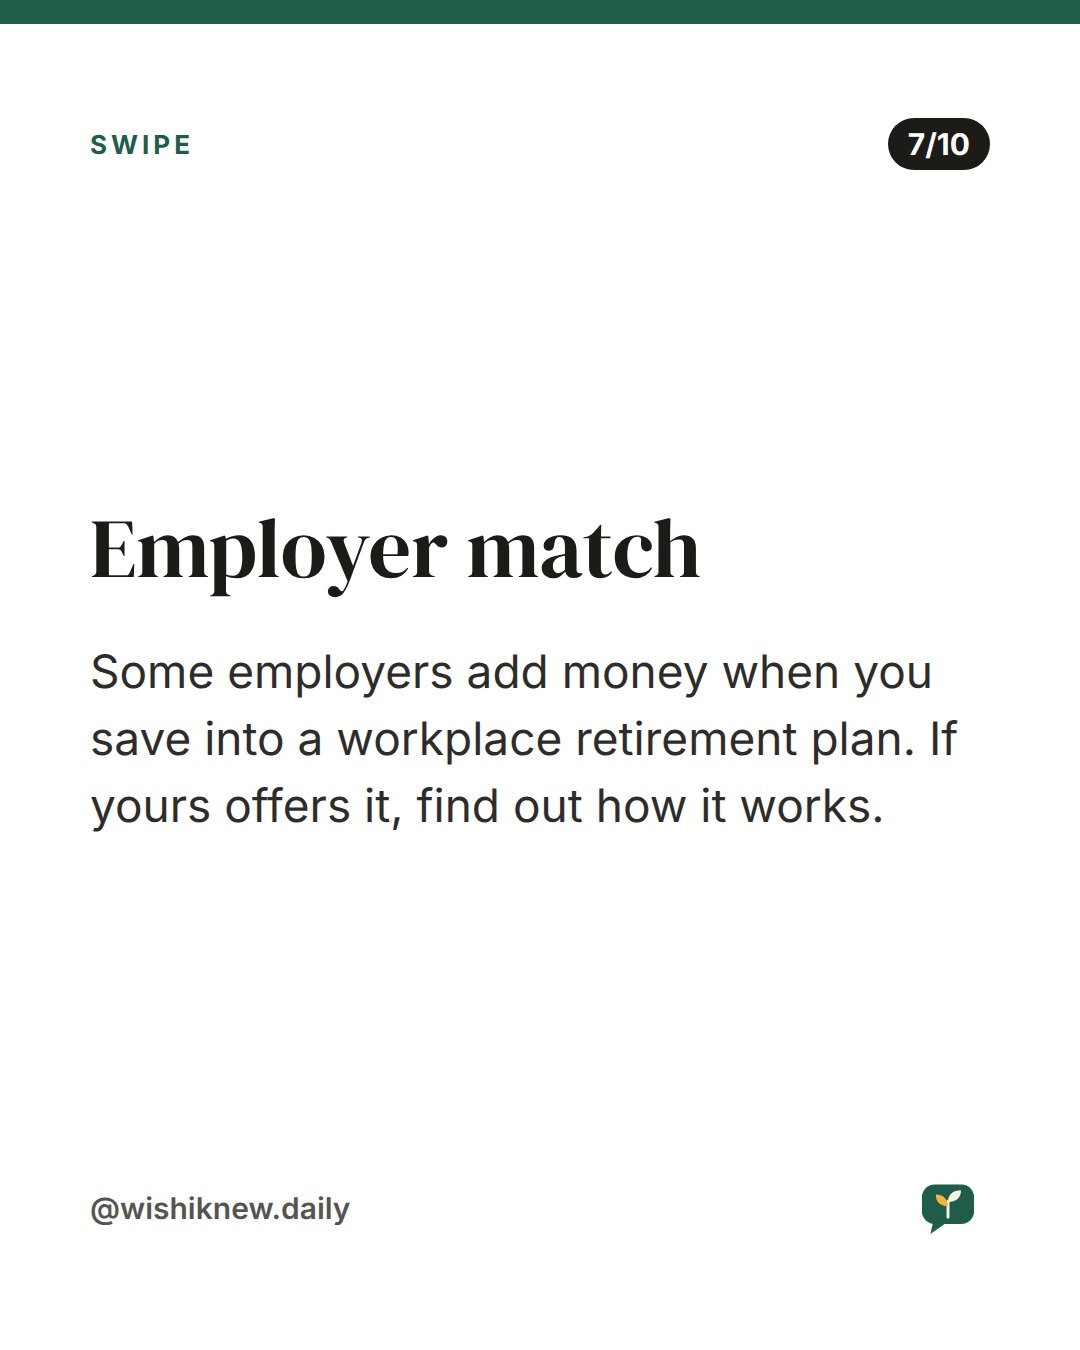 SWIPE
7/10
Employer match
Some employers add money when you
save into a workplace retirement plan. If
yours offers it, find out how it works.
@wishiknew.daily